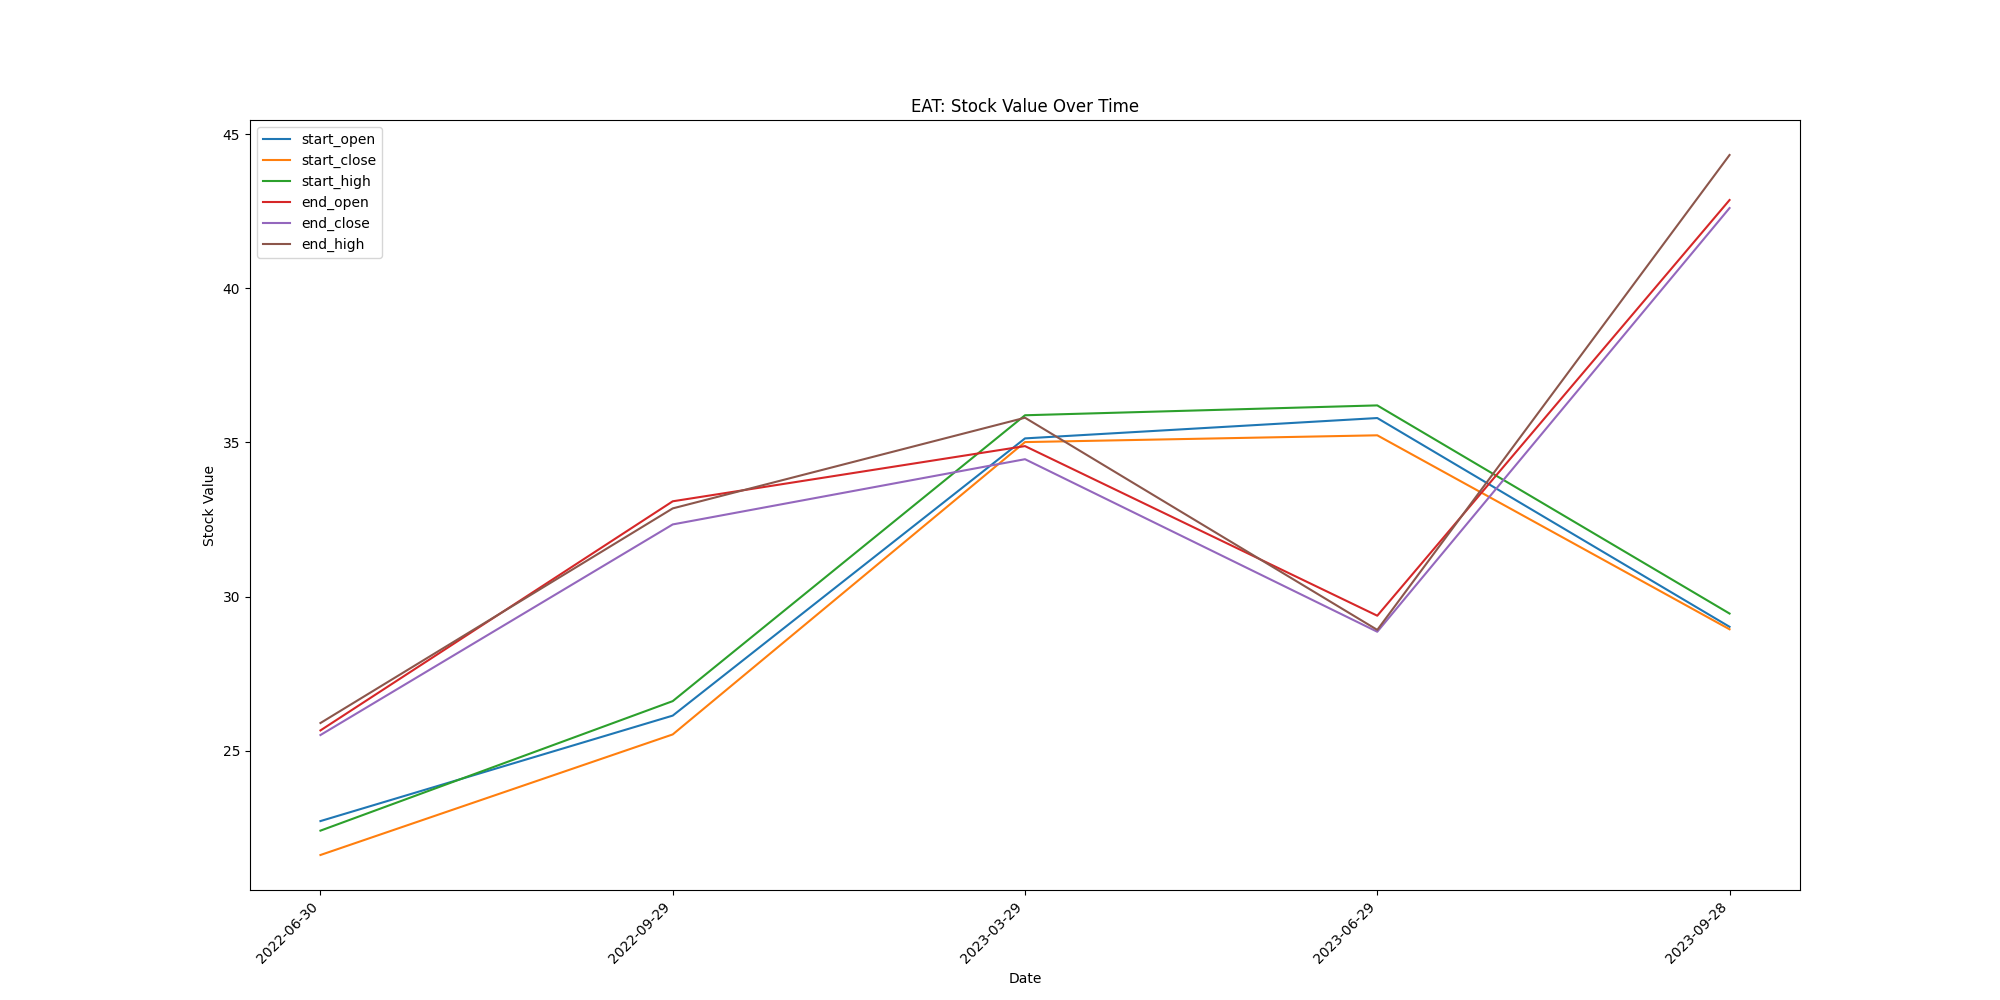 EAT: Stock Value Over Time
start_open
start_close
start_high
end_open
end_close
end_high
45
40
35
30
25
Stock Value
2022-06-30
2022-09-29
2023-03-29
2023-06-29
2023-09-28
Date